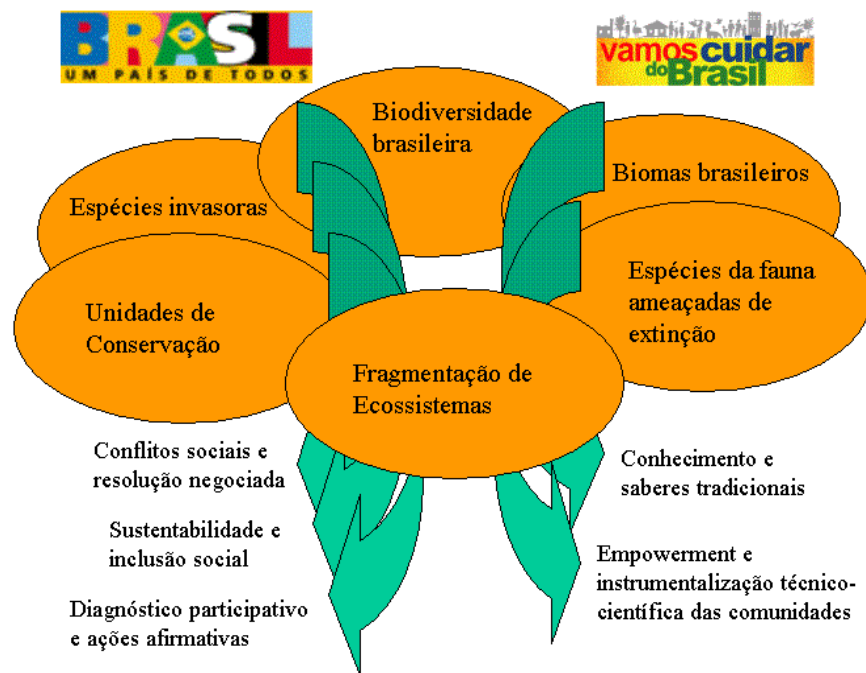 BRASIL
UM PAÍS DE TODOS
vamos cuidar
do Brasil
Biodiversidade
brasileira
Espécies invasoras
Biomas brasileiros
Unidades de
Conservação
Espécies da fauna
ameaçadas de
extinção
Fragmentação de
Ecossistemas
Conflitos sociais e
resolução negociada
Conhecimento e
saberes tradicionais
Sustentabilidade e
inclusão social
Empowerment e
instrumentalização técnico-
científica das comunidades
Diagnóstico participativo
e ações afirmativas